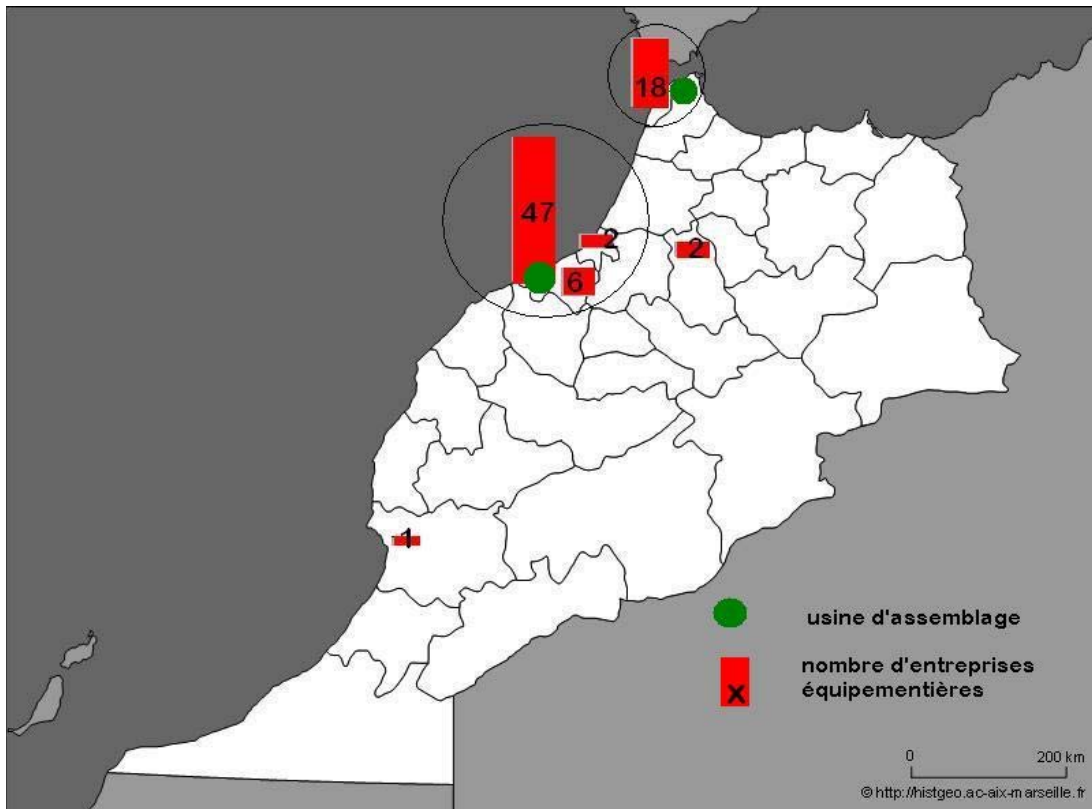 18
47
2
2
6
1
usine d'assemblage
nombre d'entreprises
équipementières
x
0 200 km
© http://histgeo.ac-aix-marseille.fr